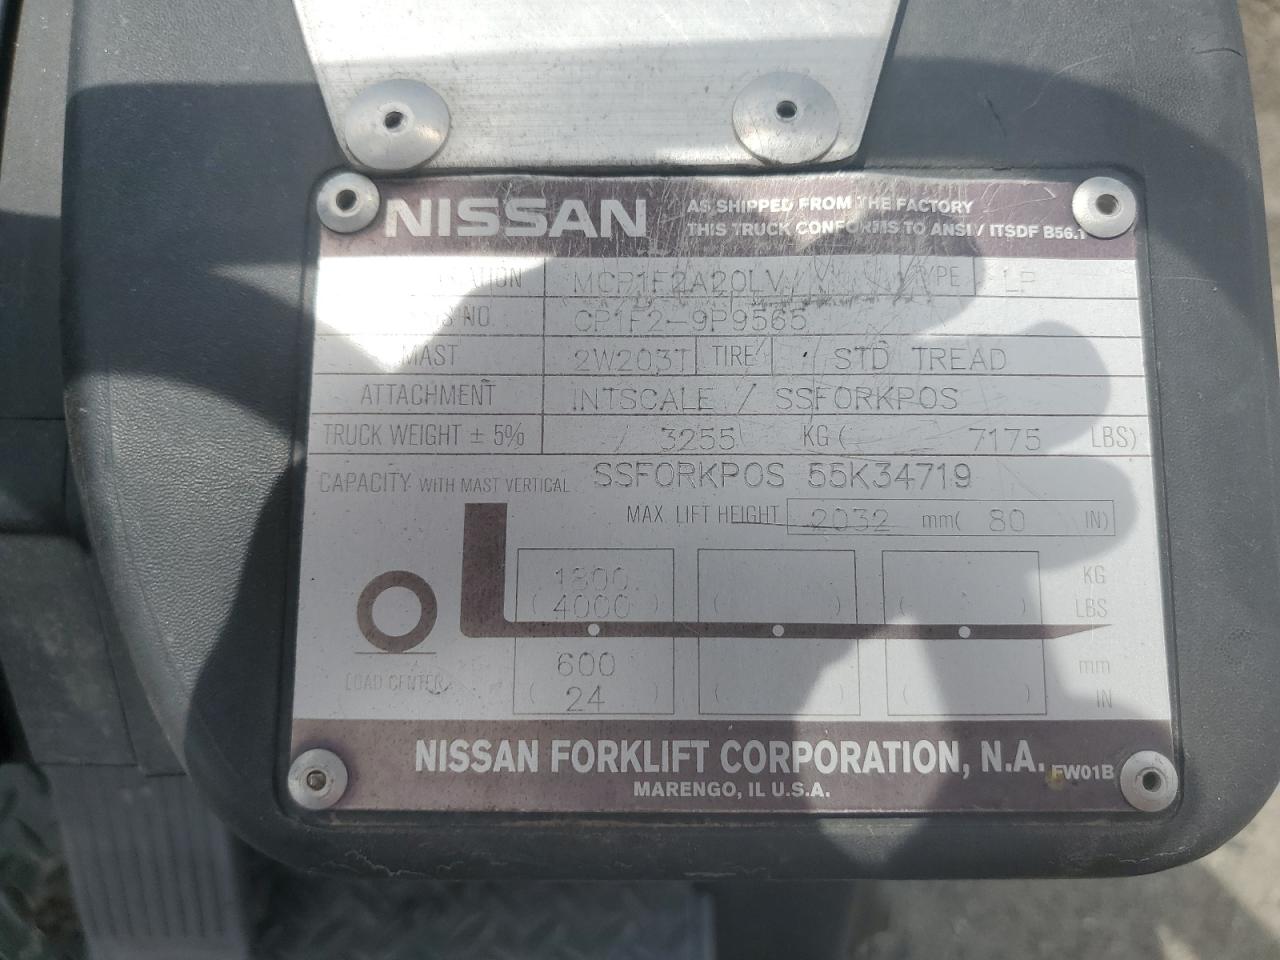 NISSAN
AS SHIPPED FROM THE FACTORY
THIS TRUCK CONFORMS TO ANSI / ITSDF B56.1
MCP1F2A20LV TYPE LP
NO CP1F2-9P9565
MAST 2W203T TIRE STD TREAD
ATTACHMENT INTSCALE / SSFORKPOS
TRUCK WEIGHT ± 5% 3255 KG ( 7175 LBS)
CAPACITY WITH MAST VERTICAL SSFORKPOS 55K34719
MAX. LIFT HEIGHT 2032 mm( 80 IN)
1800 KG
( 4000 ) ( ) ( ) LBS
600 mm
LOAD CENTER ( 24 ) ( ) ( ) IN
NISSAN FORKLIFT CORPORATION, N.A. FW01B
MARENGO, IL U.S.A.